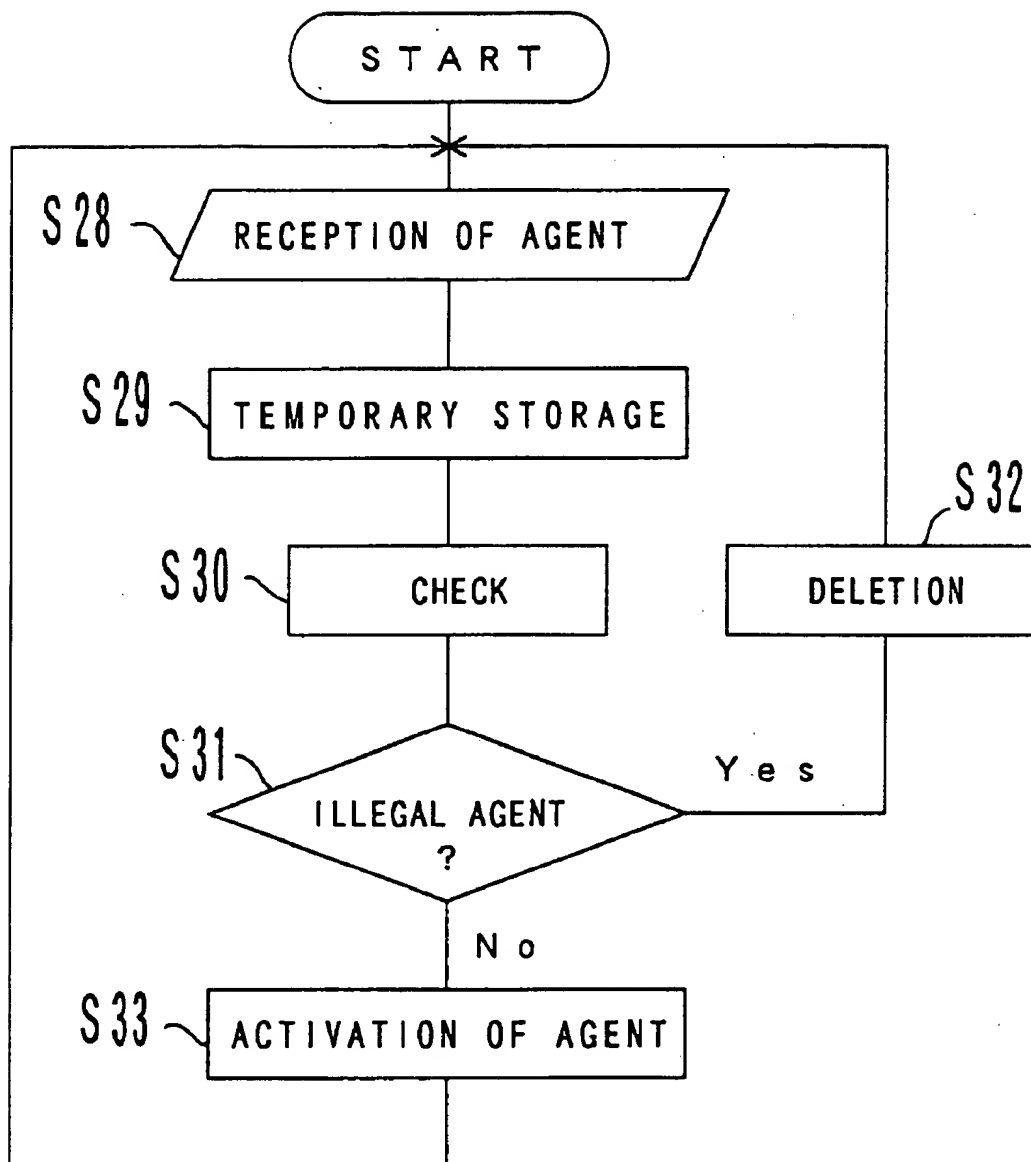 START
S28
RECEPTION OF AGENT
S29
TEMPORARY STORAGE
S32
S30
CHECK
DELETION
S31
Yes
ILLEGAL AGENT
?
No
S33
ACTIVATION OF AGENT